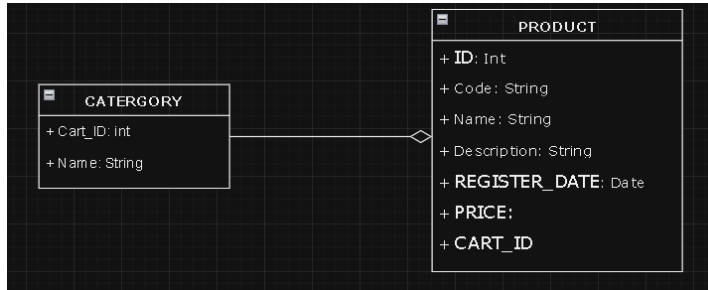 CATERGORY
+ Cart_ID: int
+ Name: String
PRODUCT
+ ID: Int
+ Code: String
+ Name: String
+ Description: String
+ REGISTER_DATE: Date
+ PRICE:
+ CART_ID